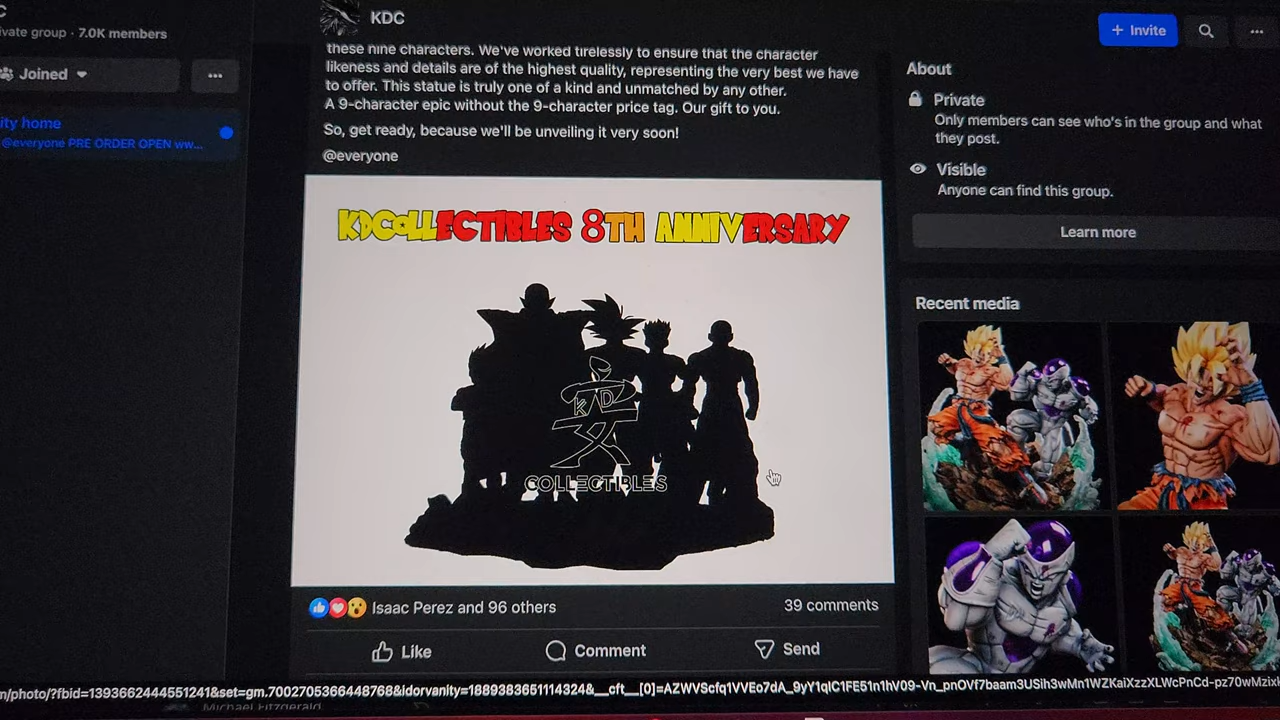 C
KDC
ivate group · 7.0K members
+ Invite
Joined
these nine characters. We've worked tirelessly to ensure that the character
likeness and details are of the highest quality, representing the very best we have
to offer. This statue is truly one of a kind and unmatched by any other.
A 9-character epic without the 9-character price tag. Our gift to you.
So, get ready, because we'll be unveiling it very soon!
@everyone
ity home
@everyone PRE ORDER OPEN ww...
About
Private
Only members can see who's in the group and what
they post.
Visible
Anyone can find this group.
Learn more
Recent media
KDCOLLECTIBLES 8TH ANNIVERSARY
KD
COLLECTIBLES
Isaac Perez and 96 others
39 comments
Like
Comment
Send
Michael Fitzgerald